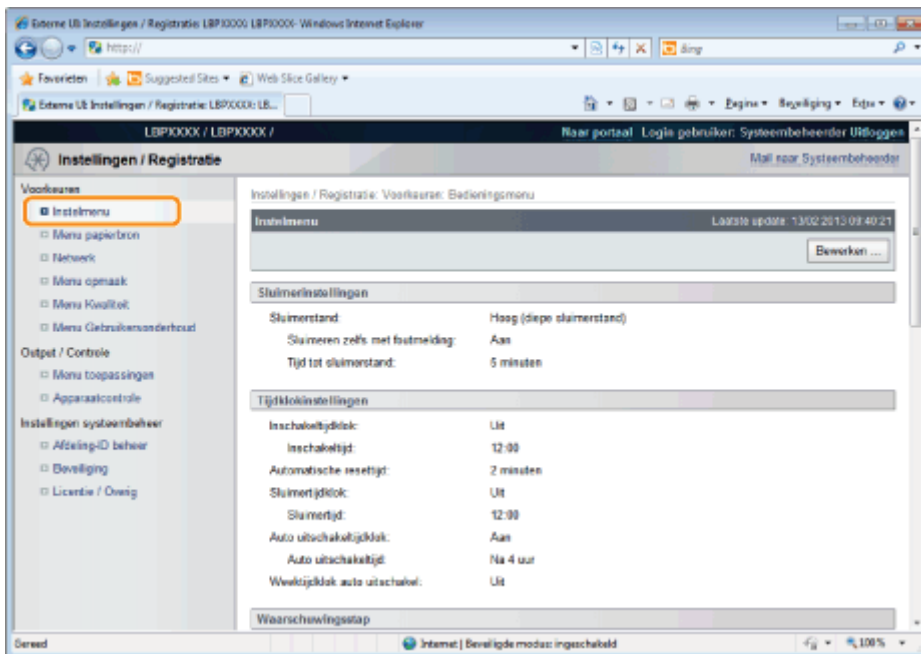 Externe UI: Instellingen / Registratie: LBPXXXX: LBPXXXX - Windows Internet Explorer
http://
Bing
Favorieten
Suggested Sites
Web Slice Gallery
Externe UI: Instellingen / Registratie: LBPXXXX: LB...
Pagina
Beveiliging
Extra
LBPXXXX / LBPXXXX /
Naar portaal
Login gebruiker: Systeembeheerder
Uitloggen
Instellingen / Registratie
Mail naar Systeembeheerder
Voorkeuren
Instelmenu
Menu papierbron
Netwerk
Menu opmaak
Menu Kwaliteit
Menu Gebruikersonderhoud
Output / Controle
Menu toepassingen
Apparaatcontrole
Instellingen systeembeheer
Afdeling-ID beheer
Beveiliging
Licentie / Overig
Instellingen / Registratie: Voorkeuren: Bedieningsmenu
Instelmenu
Laatste update: 13/02 2013 09:40:21
Bewerken ...
Sluimerinstellingen
Sluimerstand: Hoog (diepe sluimerstand)
Sluimeren zelfs met foutmelding: Aan
Tijd tot sluimerstand: 5 minuten
Tijdklokinstellingen
Inschakeltijdklok: Uit
Inschakeltijd: 12:00
Automatische resettijd: 2 minuten
Sluimertijdklok: Uit
Sluimertijd: 12:00
Auto uitschakeltijdklok: Aan
Auto uitschakeltijd: Na 4 uur
Weektijdklok auto uitschakel.: Uit
Waarschuwingsstap
Gereed
Internet | Beveiligde modus: ingeschakeld
100%